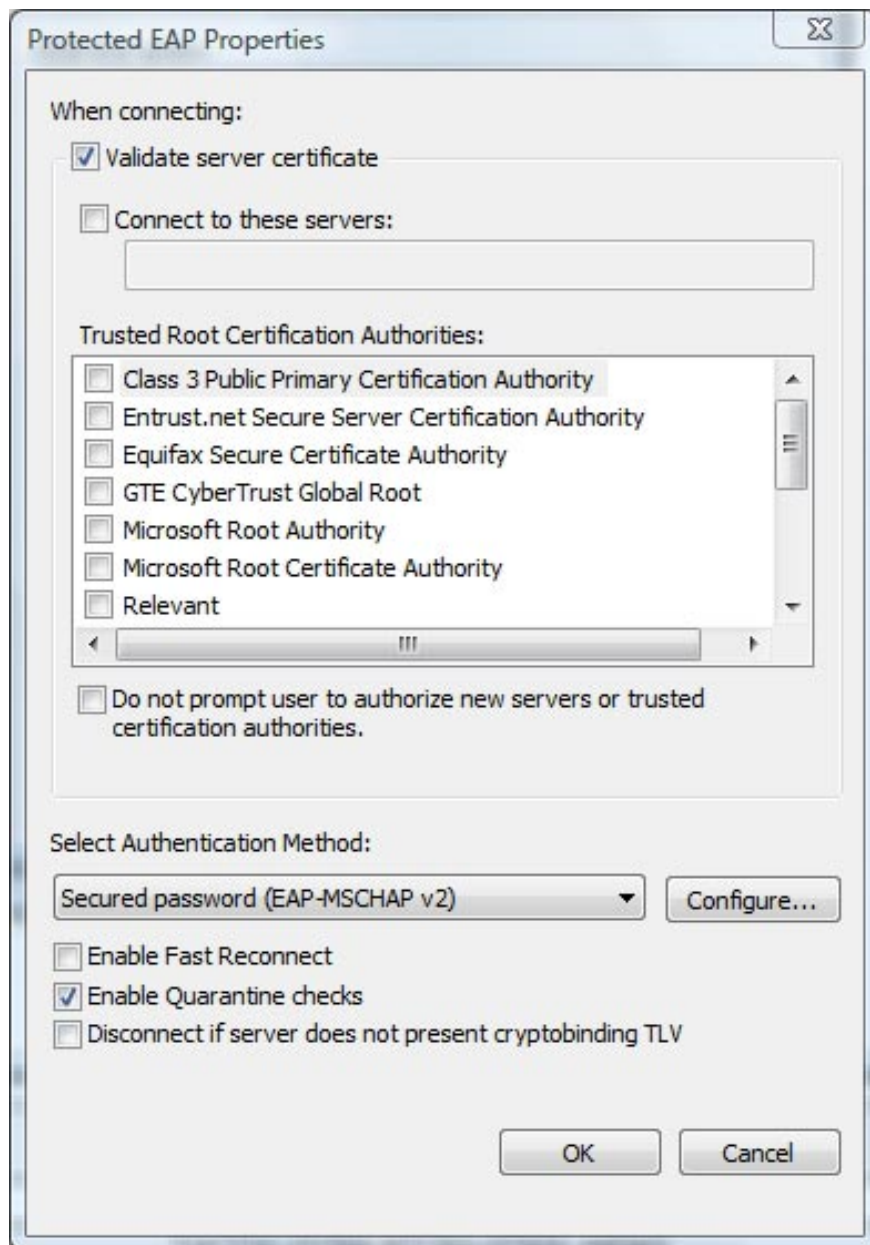 Protected EAP Properties
When connecting:
Validate server certificate
Connect to these servers:
Trusted Root Certification Authorities:
Class 3 Public Primary Certification Authority
Entrust.net Secure Server Certification Authority
Equifax Secure Certificate Authority
GTE CyberTrust Global Root
Microsoft Root Authority
Microsoft Root Certificate Authority
Relevant
Do not prompt user to authorize new servers or trusted
certification authorities.
Select Authentication Method:
Secured password (EAP-MSCHAP v2)
Configure...
Enable Fast Reconnect
Enable Quarantine checks
Disconnect if server does not present cryptobinding TLV
OK
Cancel